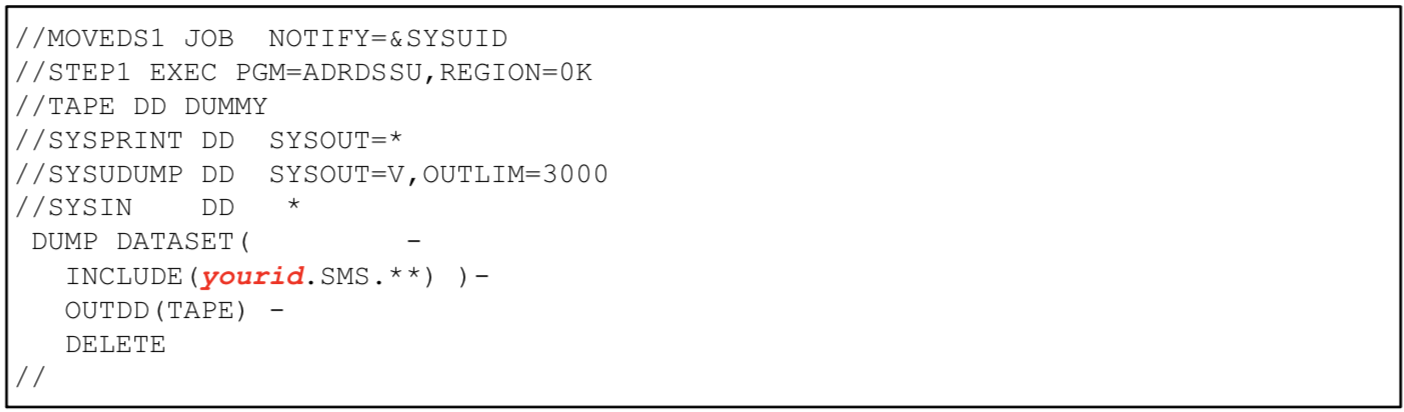 //MOVEDS1 JOB  NOTIFY=&SYSUID
//STEP1 EXEC PGM=ADRDSSU,REGION=0K
//TAPE DD DUMMY
//SYSPRINT DD  SYSOUT=*
//SYSUDUMP DD  SYSOUT=V,OUTLIM=3000
//SYSIN    DD   *
 DUMP DATASET(         -
   INCLUDE(yourid.SMS.**) )-
   OUTDD(TAPE) -
   DELETE
//